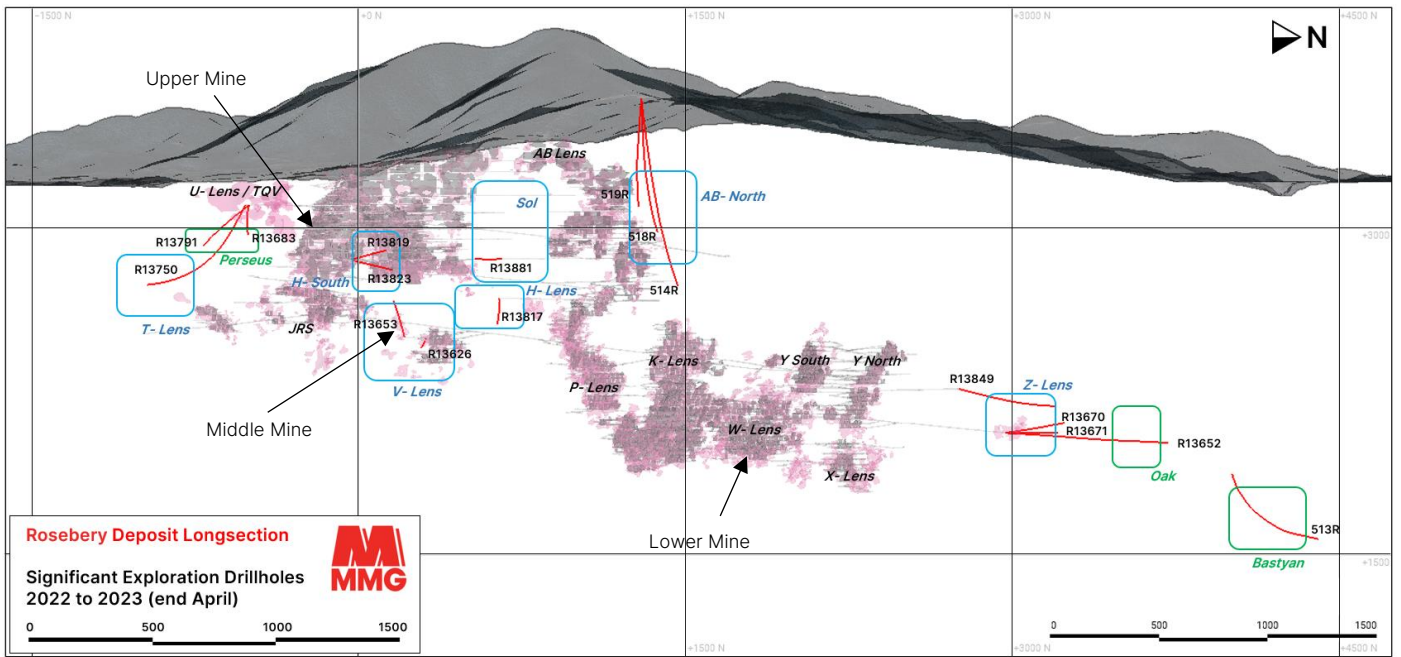 -1500 N
+0 N
+1500 N
+3000 N
+4500 N
N
Upper Mine
AB Lens
U- Lens / TQV
519R
AB- North
Sol
518R
+3000
R13791
R13683
R13819
Perseus
R13750
R13881
R13823
H- South
514R
H- Lens
R13817
T- Lens
JRS
R13653
R13626
K- Lens
Y South
Y North
P- Lens
V- Lens
R13849
Z- Lens
Middle Mine
W- Lens
R13670
R13671
R13652
X- Lens
Oak
Lower Mine
513R
Bastyan
+1500
Rosebery Deposit Longsection
MMG
Significant Exploration Drillholes
2022 to 2023 (end April)
0 500 1000 1500
0 500 1000 1500
+1500 N
+3000 N
+4500 N